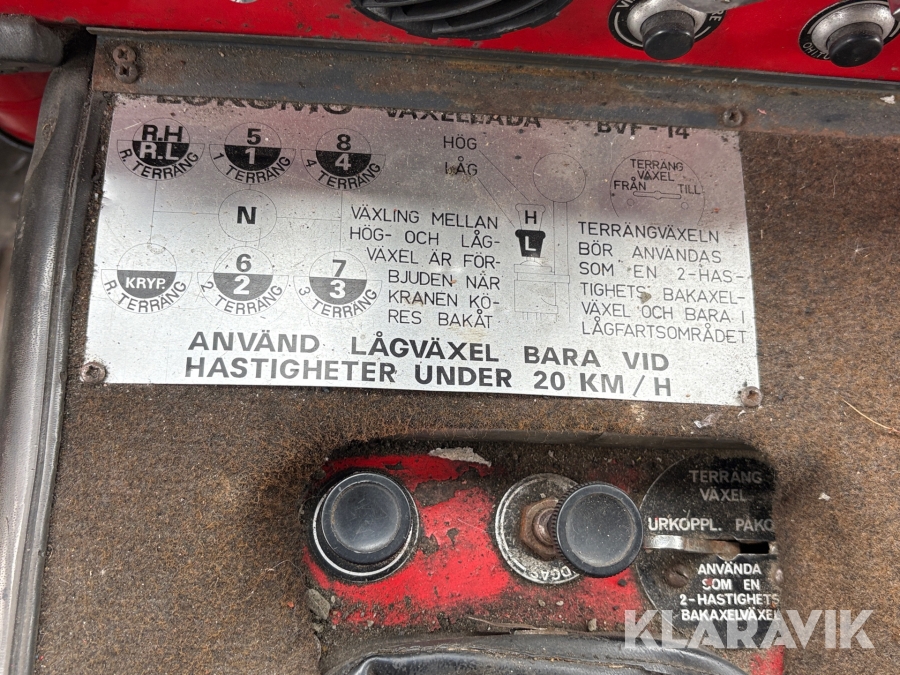 LOKOMO VÄXELLÅDA BVF-14
R.H
R.L
R. TERRÄNG
5
1
1 TERRÄNG
8
4
4 TERRÄNG
HÖG
LÅG
TERRÄNG
VÄXEL
FRÅN TILL
N
KRYP.
R. TERRÄNG
6
2
2 TERRÄNG
7
3
3 TERRÄNG
VÄXLING MELLAN
HÖG- OCH LÅG-
VÄXEL ÄR FÖR-
BJUDEN NÄR
KRANEN KÖ-
RES BAKÅT
H
L
TERRÄNGVÄXELN
BÖR ANVÄNDAS
SOM EN 2-HAS-
TIGHETS BAKAXEL-
VÄXEL OCH BARA I
LÅGFARTSOMRÅDET
ANVÄND LÅGVÄXEL BARA VID
HASTIGHETER UNDER 20 KM/H
DGAS
TERRÄNG
VÄXEL
URKOPPL. PÅKO
ANVÄNDA
SOM EN
2-HASTIGHETS
BAKAXELVÄXEL
KLARAVIK